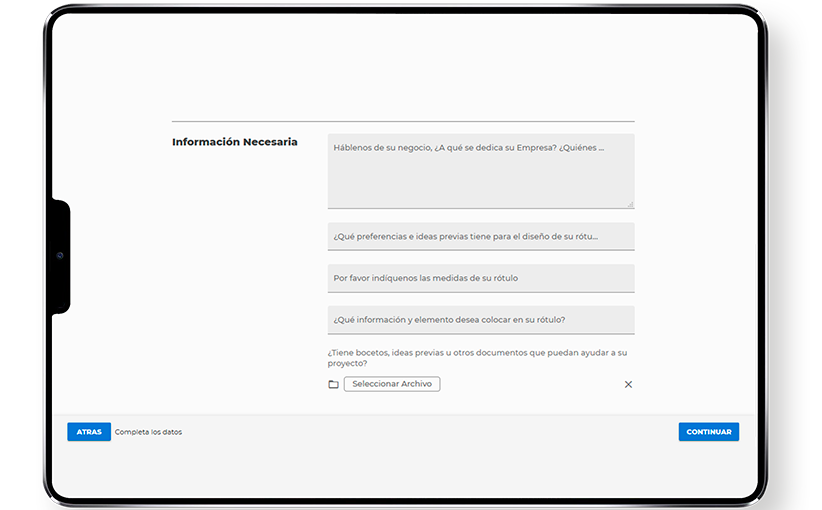 Información Necesaria
Háblenos de su negocio, ¿A qué se dedica su Empresa? ¿Quiénes ...
¿Qué preferencias e ideas previas tiene para el diseño de su rótu...
Por favor indíquenos las medidas de su rótulo
¿Qué información y elemento desea colocar en su rótulo?
¿Tiene bocetos, ideas previas u otros documentos que puedan ayudar a su
proyecto?
Seleccionar Archivo
ATRAS Completa los datos
CONTINUAR